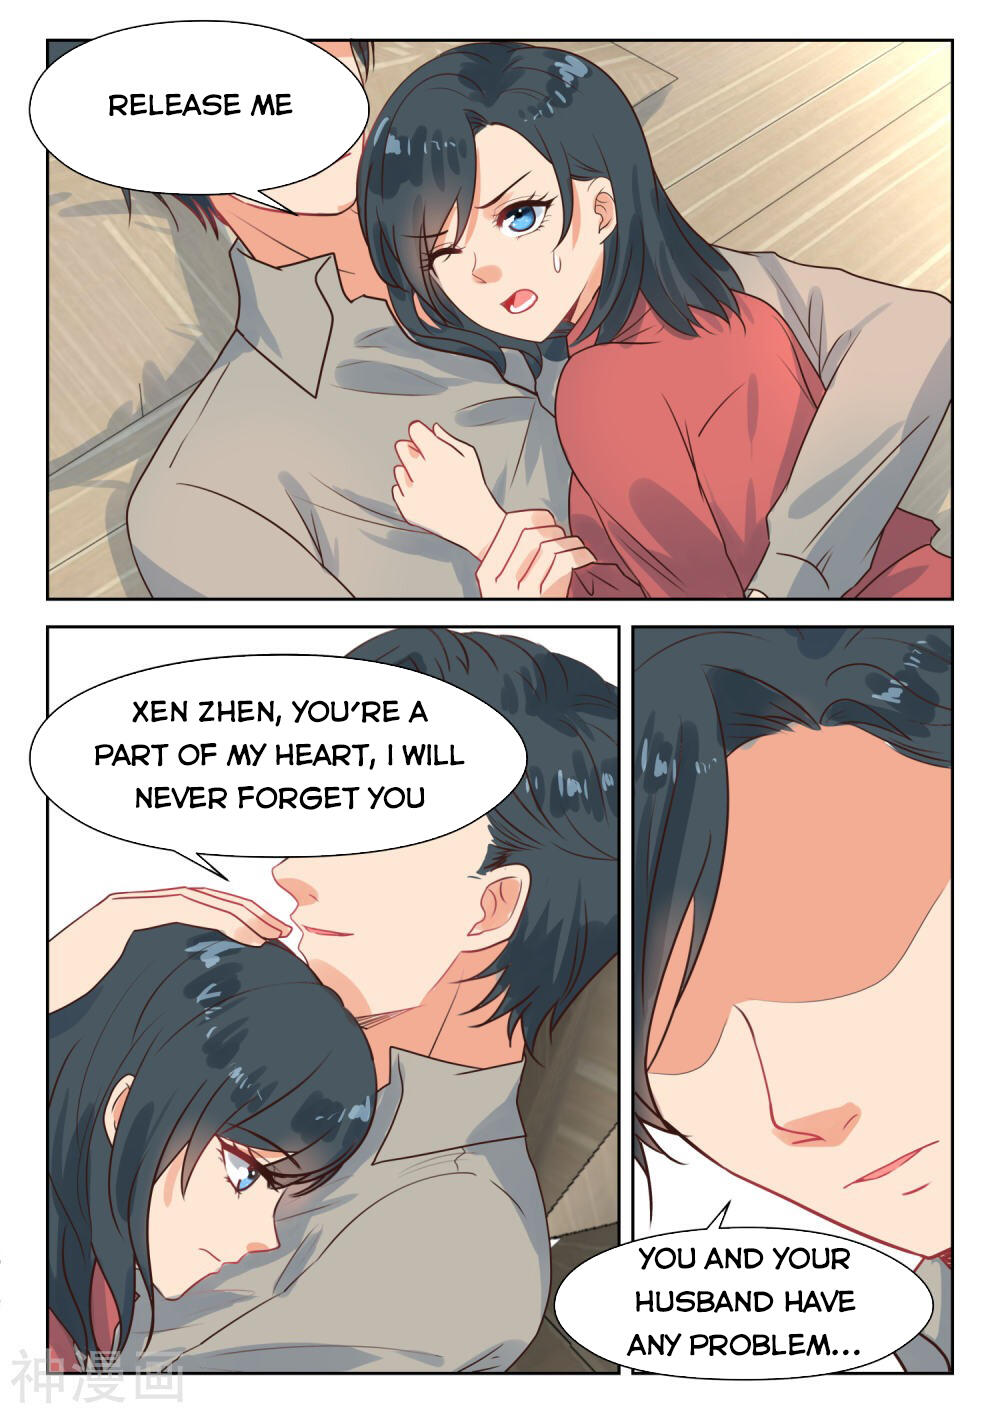 RELEASE ME
XEN ZHEN, YOU'RE A
PART OF MY HEART, I WILL
NEVER FORGET YOU
YOU AND YOUR
HUSBAND HAVE
ANY PROBLEM...
神漫画